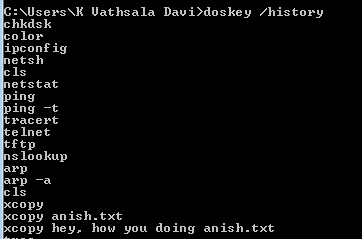 C:\Users\K Vathsala Davi>doskey /history
chkdsk
color
ipconfig
netsh
cls
netstat
ping
ping -t
tracert
telnet
tftp
nslookup
arp
arp -a
cls
xcopy
xcopy anish.txt
xcopy hey, how you doing anish.txt